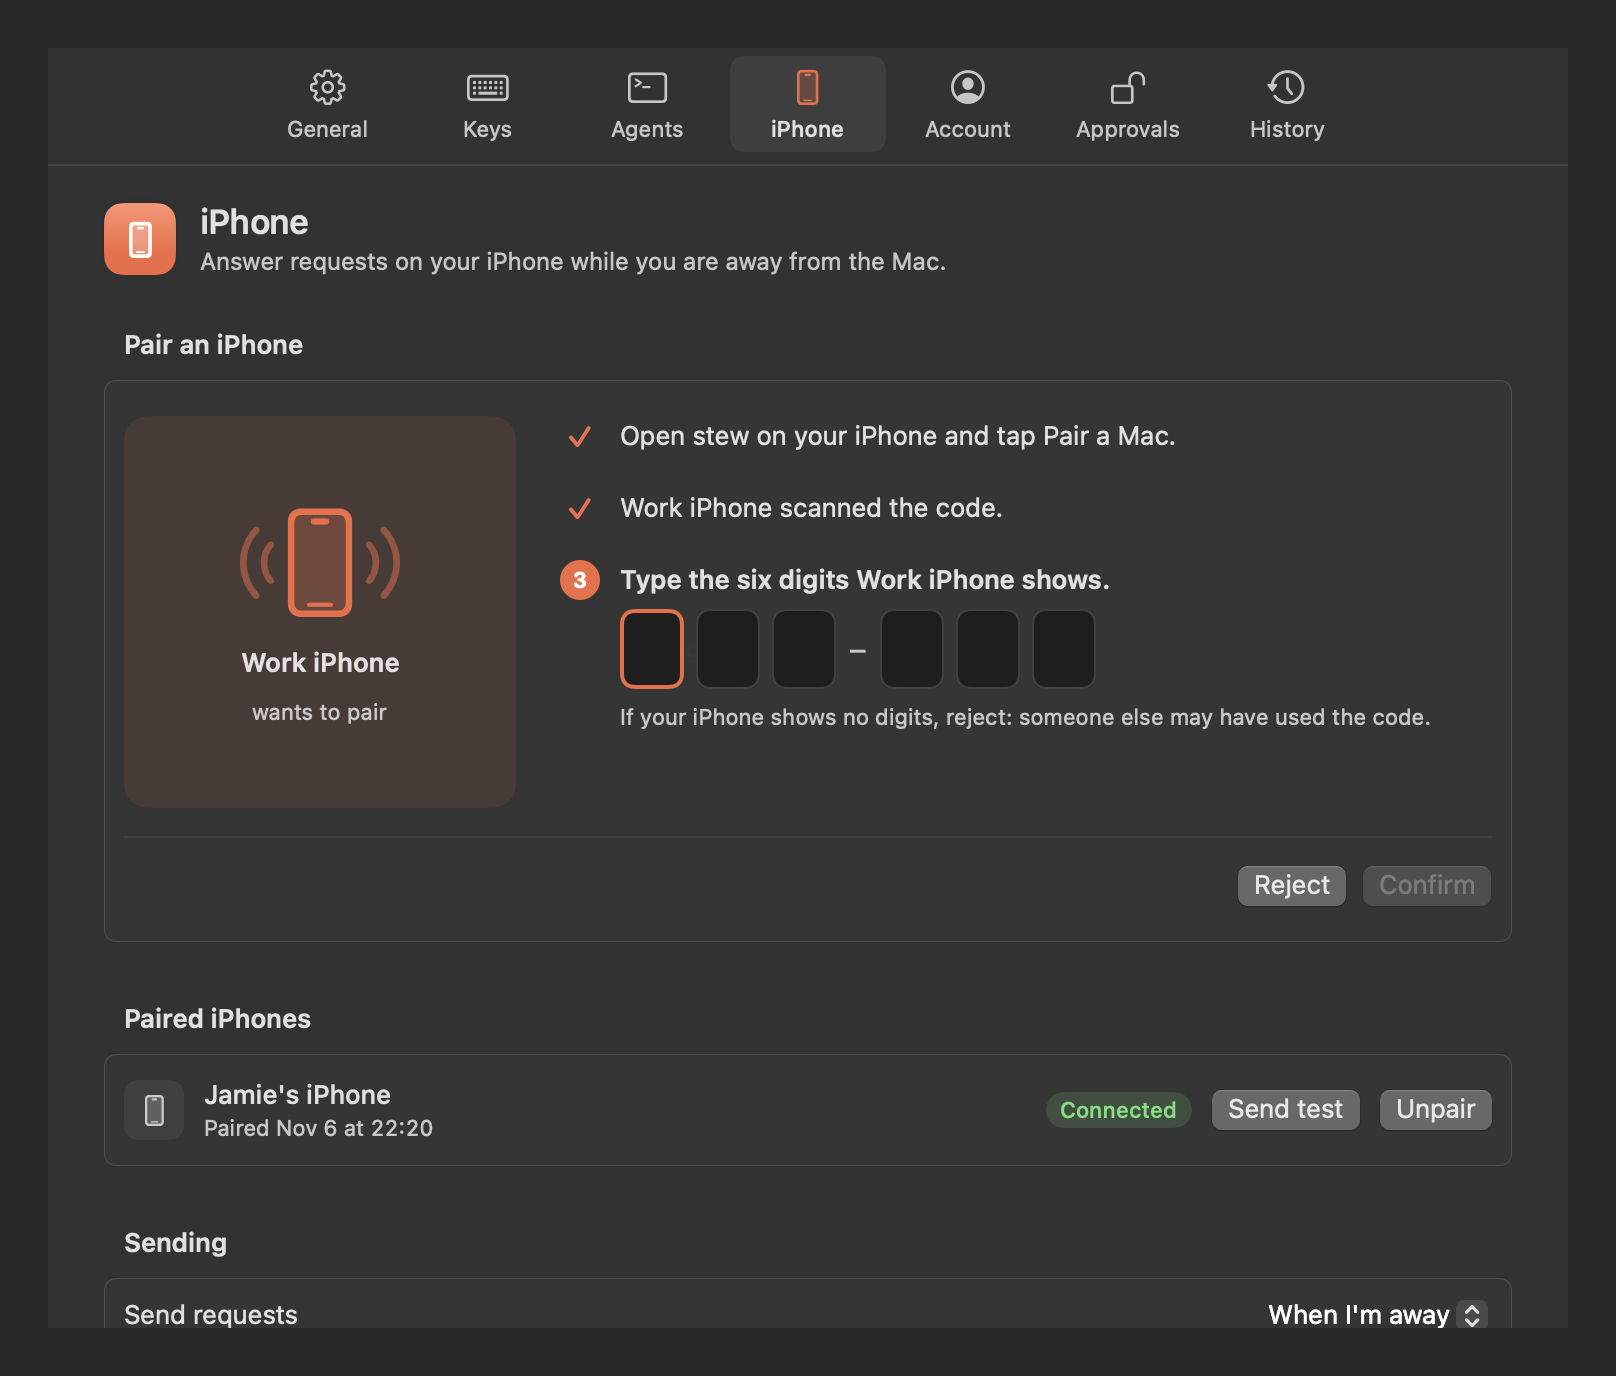 General
Keys
Agents
iPhone
Account
Approvals
History
iPhone
Answer requests on your iPhone while you are away from the Mac.
Pair an iPhone
Open stew on your iPhone and tap Pair a Mac.
Work iPhone scanned the code.
3 Type the six digits Work iPhone shows.
–
If your iPhone shows no digits, reject: someone else may have used the code.
Work iPhone
wants to pair
Reject
Confirm
Paired iPhones
Jamie's iPhone
Paired Nov 6 at 22:20
Connected
Send test
Unpair
Sending
Send requests
When I'm away